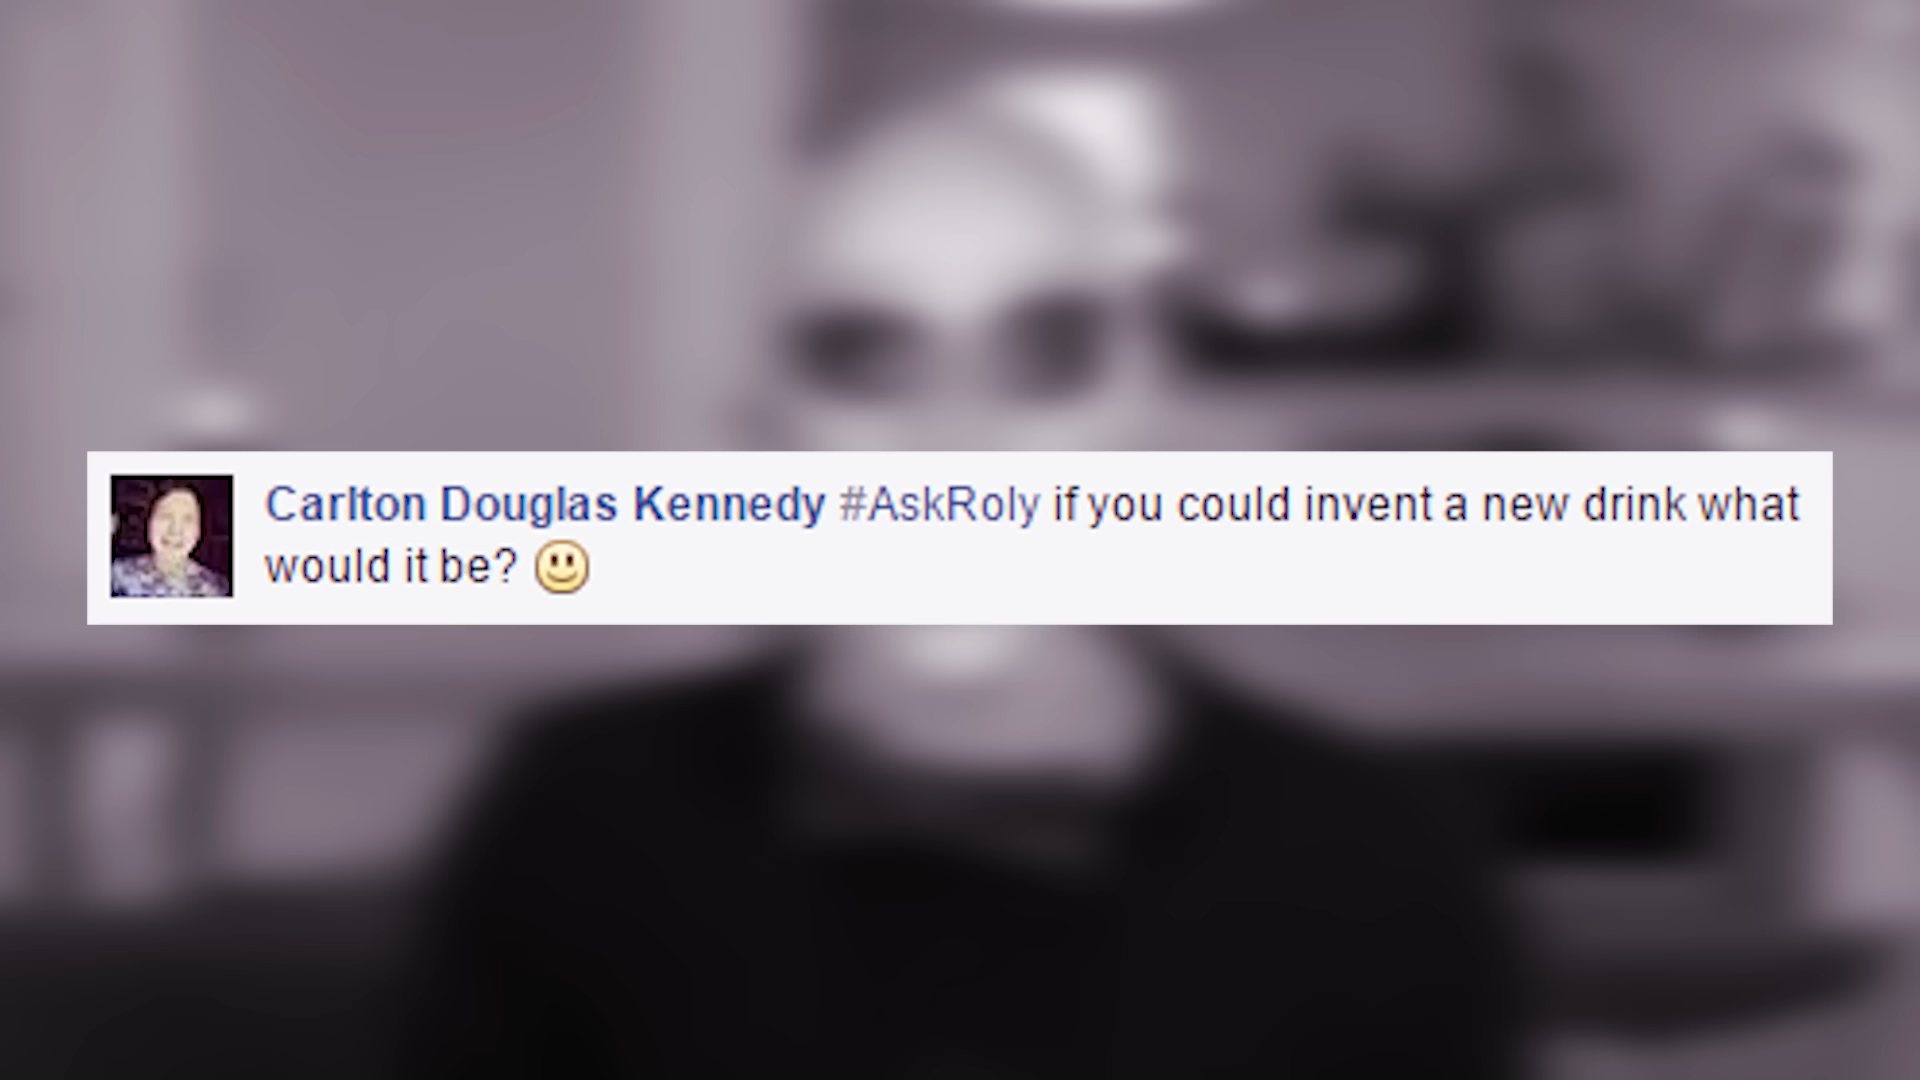 Carlton Douglas Kennedy #AskRoly if you could invent a new drink what
would it be? 🙂